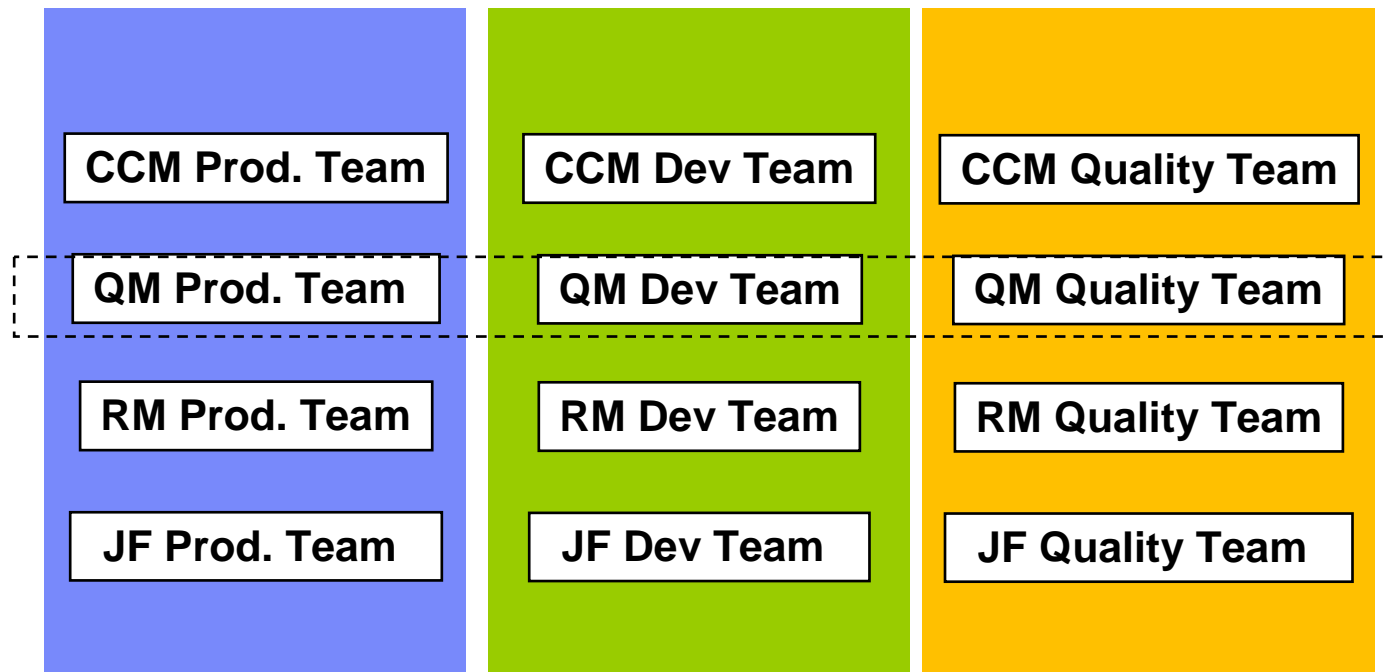 CCM Prod. Team
CCM Dev Team
CCM Quality Team
QM Prod. Team
QM Dev Team
QM Quality Team
RM Prod. Team
RM Dev Team
RM Quality Team
JF Prod. Team
JF Dev Team
JF Quality Team